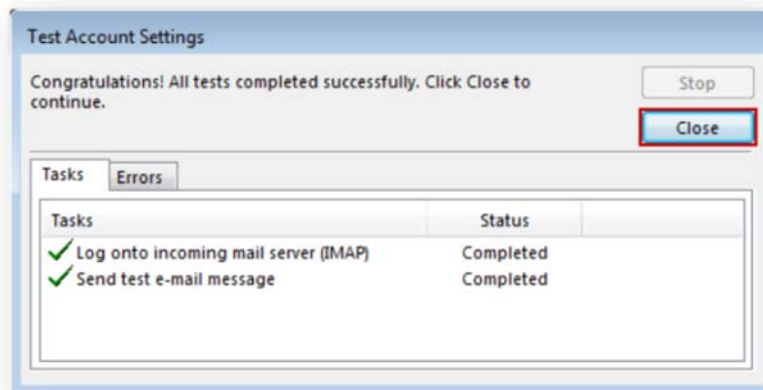 Test Account Settings
Congratulations! All tests completed successfully. Click Close to
continue.
Stop
Close
Tasks Errors
Tasks Status
Log onto incoming mail server (IMAP) Completed
Send test e-mail message Completed